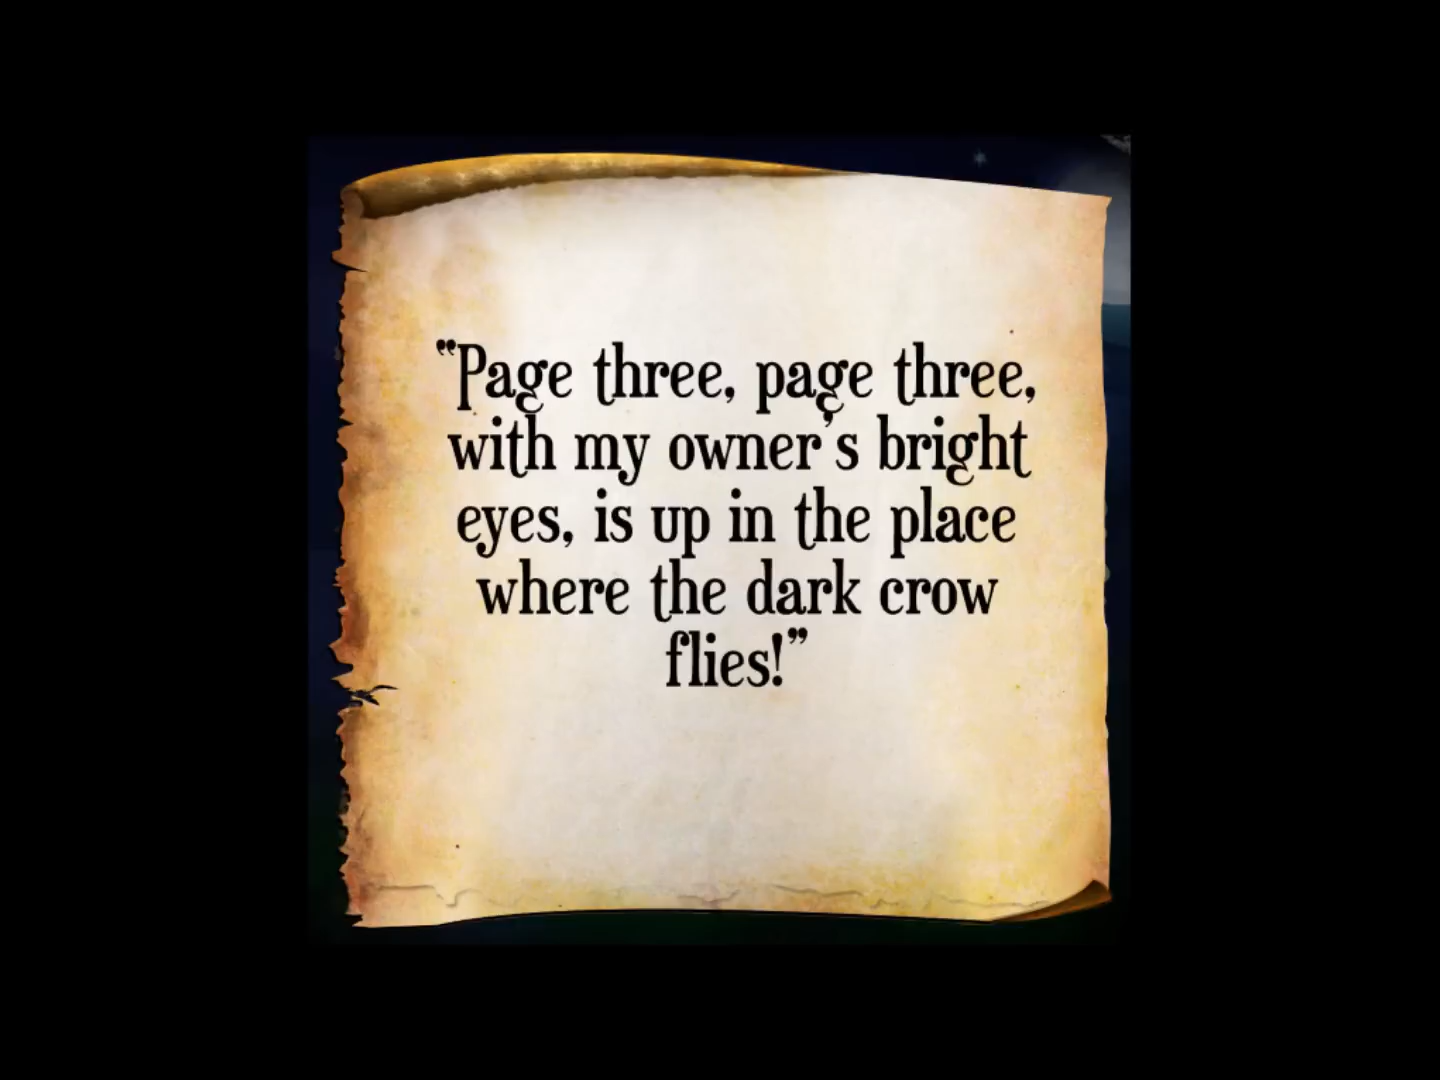 "Page three, page three,
with my owner's bright
eyes, is up in the place
where the dark crow
flies!”